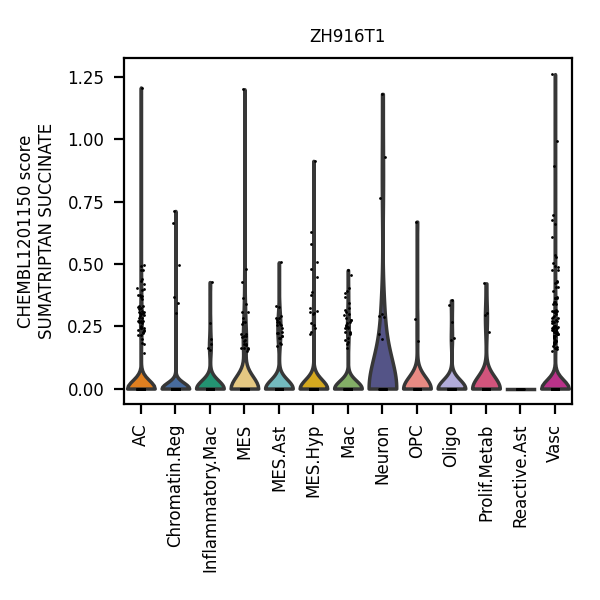 ZH916T1
CHEMBL1201150 score
SUMATRIPTAN SUCCINATE
1.25
1.00
0.75
0.50
0.25
0.00
AC
Chromatin.Reg
Inflammatory.Mac
MES
MES.Ast
MES.Hyp
Mac
Neuron
OPC
Oligo
Prolif.Metab
Reactive.Ast
Vasc